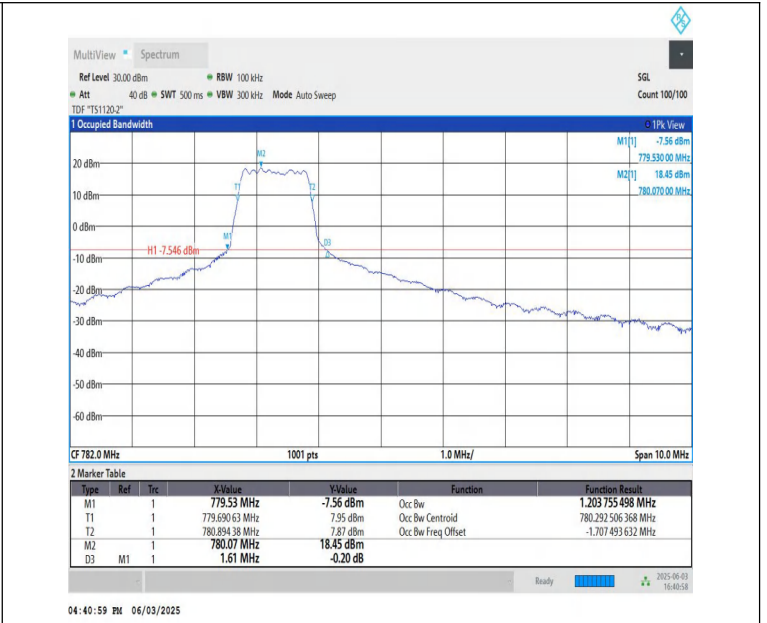 R S
MultiView Spectrum
Ref Level 30.00 dBm RBW 100 kHz SGL
Att 40 dB SWT 500 ms VBW 300 kHz Mode Auto Sweep Count 100/100
TDF "TS1120-2"
1 Occupied Bandwidth 1Pk View
M1[1] -7.56 dBm
779.530 00 MHz
M2[1] 18.45 dBm
780.070 00 MHz
M2
20 dBm
T1 T2
10 dBm
0 dBm
M1 D3
H1 -7.546 dBm
-10 dBm
-20 dBm
-30 dBm
-40 dBm
-50 dBm
-60 dBm
CF 782.0 MHz 1001 pts 1.0 MHz/ Span 10.0 MHz
2 Marker Table
Type Ref Trc X-Value Y-Value Function Function Result
M1 1 779.53 MHz -7.56 dBm Occ Bw 1.203 755 498 MHz
T1 1 779.690 63 MHz 7.95 dBm Occ Bw Centroid 780.292 506 368 MHz
T2 1 780.894 38 MHz 7.87 dBm Occ Bw Freq Offset -1.707 493 632 MHz
M2 1 780.07 MHz 18.45 dBm
D3 M1 1 1.61 MHz -0.20 dB
Ready 2025-06-03
16:40:58
04:40:59 PM 06/03/2025